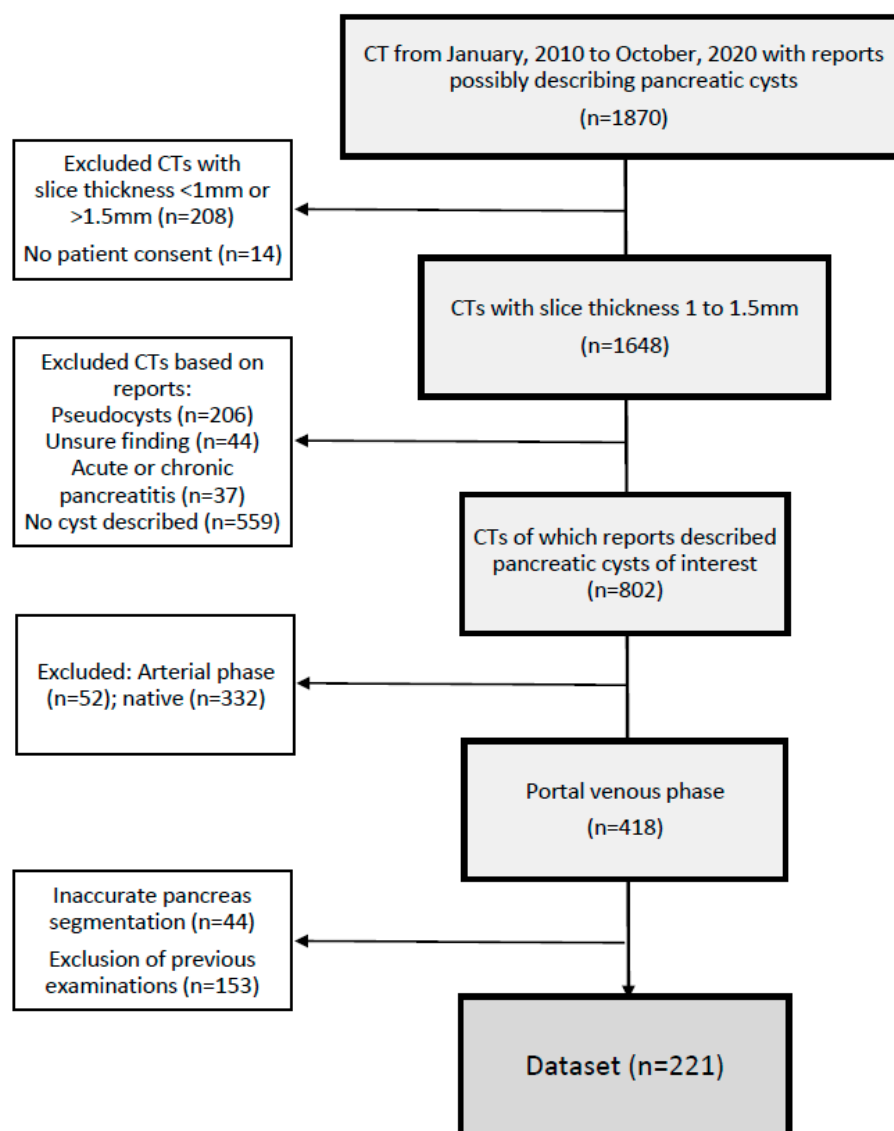 CT from January, 2010 to October, 2020 with reports
possibly describing pancreatic cysts
(n=1870)
Excluded CTs with
slice thickness <1mm or
>1.5mm (n=208)
No patient consent (n=14)
CTs with slice thickness 1 to 1.5mm
(n=1648)
Excluded CTs based on
reports:
Pseudocysts (n=206)
Unsure finding (n=44)
Acute or chronic
pancreatitis (n=37)
No cyst described (n=559)
CTs of which reports described
pancreatic cysts of interest
(n=802)
Excluded: Arterial phase
(n=52); native (n=332)
Portal venous phase
(n=418)
Inaccurate pancreas
segmentation (n=44)
Exclusion of previous
examinations (n=153)
Dataset (n=221)